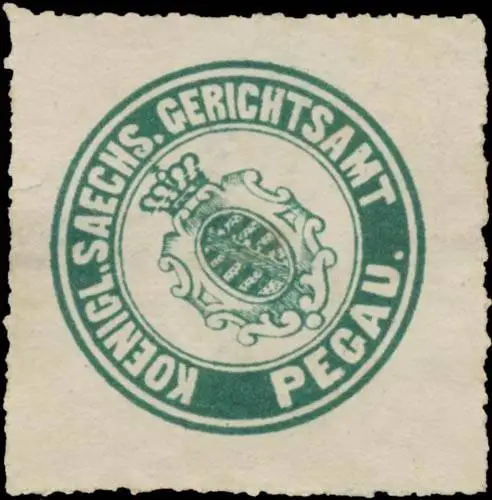 KOENIGL. SAECHS. GERICHTSAMT
PEGAU.